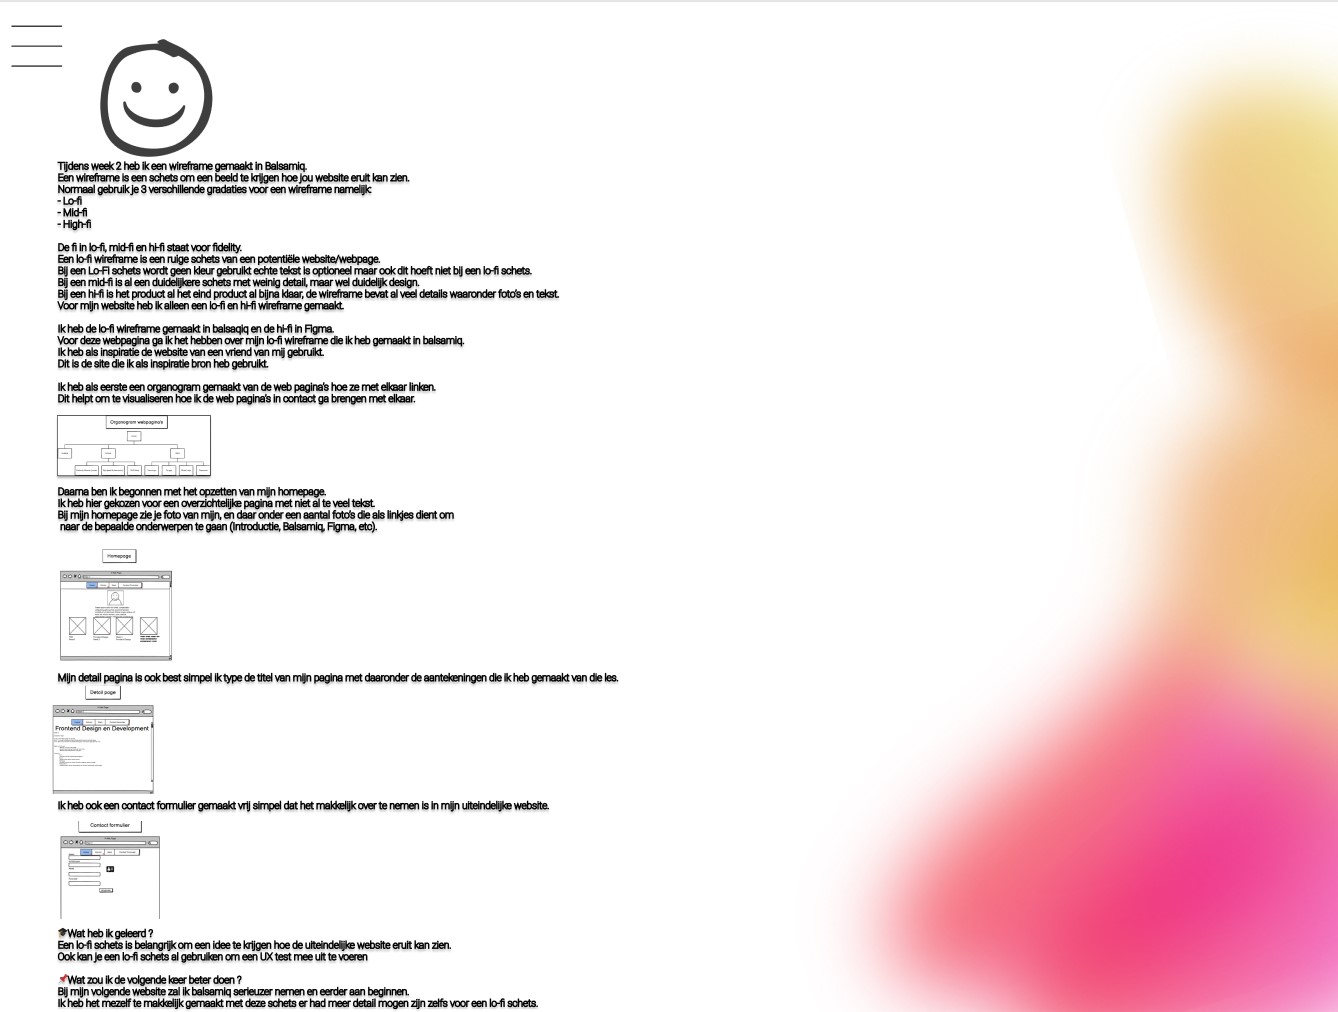 Tijdens week 2 heb ik een wireframe gemaakt in Balsamiq.
Een wireframe is een schets om een beeld te krijgen hoe jou website eruit kan zien.
Normaal gebruik je 3 verschillende gradaties voor een wireframe namelijk:
- Lo-fi
- Mid-fi
- High-fi
De fi in lo-fi, mid-fi en hi-fi staat voor fidelity.
Een lo-fi wireframe is een ruige schets van een potentiële website/webpage.
Bij een Lo-Fi schets wordt geen kleur gebruikt echte tekst is optioneel maar ook dit hoeft niet bij een lo-fi schets.
Bij een mid-fi is al een duidelijkere schets met weinig detail, maar wel duidelijk design.
Bij een hi-fi is het product al het eind product al bijna klaar, de wireframe bevat al veel details waaronder foto's en tekst.
Voor mijn website heb ik alleen een lo-fi en hi-fi wireframe gemaakt.
Ik heb de lo-fi wireframe gemaakt in balsaqiq en de hi-fi in Figma.
Voor deze webpagina ga ik het hebben over mijn lo-fi wireframe die ik heb gemaakt in balsamiq.
Ik heb als inspiratie de website van een vriend van mij gebruikt.
Dit is de site die ik als inspiratie bron heb gebruikt.
Ik heb als eerste een organogram gemaakt van de web pagina's hoe ze met elkaar linken.
Dit helpt om te visualiseren hoe ik de web pagina's in contact ga brengen met elkaar.
Organogram webpagina's
Daarna ben ik begonnen met het opzetten van mijn homepage.
Ik heb hier gekozen voor een overzichtelijke pagina met niet al te veel tekst.
Bij mijn homepage zie je foto van mijn, en daar onder een aantal foto's die als linkjes dient om
naar de bepaalde onderwerpen te gaan (Introductie, Balsamiq, Figma, etc).
Homepage
Mijn detail pagina is ook best simpel ik type de titel van mijn pagina met daaronder de aantekeningen die ik heb gemaakt van die les.
Detail page
Frontend Design en Development
Ik heb ook een contact formulier gemaakt vrij simpel dat het makkelijk over te nemen is in mijn uiteindelijke website.
Contact formulier
🎓Wat heb ik geleerd ?
Een lo-fi schets is belangrijk om een idee te krijgen hoe de uiteindelijke website eruit kan zien.
Ook kan je een lo-fi schets al gebruiken om een UX test mee uit te voeren
📌Wat zou ik de volgende keer beter doen ?
Bij mijn volgende website zal ik balsamiq serieuzer nemen en eerder aan beginnen.
Ik heb het mezelf te makkelijk gemaakt met deze schets er had meer detail mogen zijn zelfs voor een lo-fi schets.